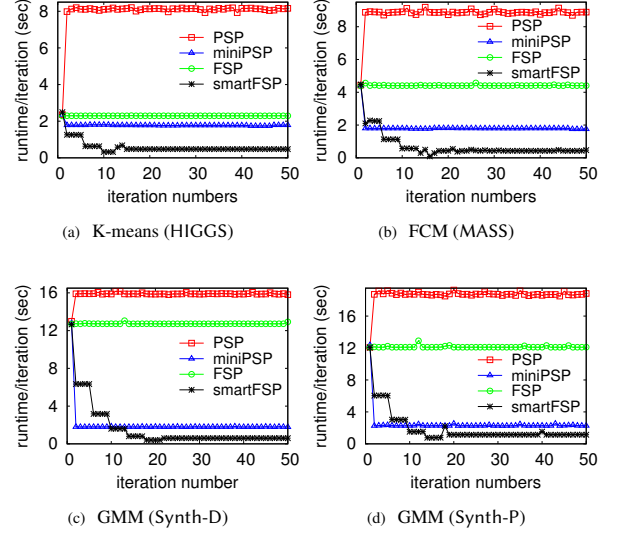 runtime/iteration (sec)
8
6
4
2
0
PSP
miniPSP
FSP
smartFSP
0 10 20 30 40 50
iteration numbers
(a) K-means (HIGGS)
runtime/iteration (sec)
8
6
4
2
0
PSP
miniPSP
FSP
smartFSP
0 10 20 30 40 50
iteration numbers
(b) FCM (MASS)
runtime/iteration (sec)
16
12
8
4
0
PSP
miniPSP
FSP
smartFSP
0 10 20 30 40 50
iteration number
(c) GMM (Synth-D)
runtime/iteration (sec)
16
12
8
4
0
PSP
miniPSP
FSP
smartFSP
0 10 20 30 40 50
iteration numbers
(d) GMM (Synth-P)